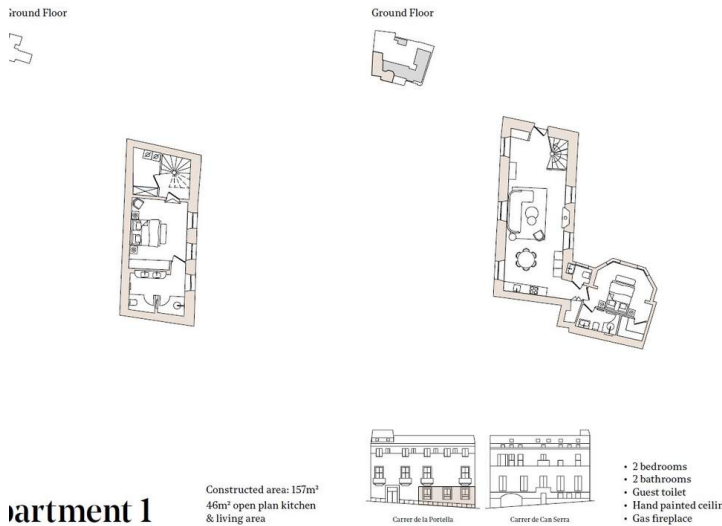 Ground Floor
Ground Floor
partment 1
Constructed area: 157m²
46m² open plan kitchen
& living area
Carrer de la Portella
Carrer de Can Serra
• 2 bedrooms
• 2 bathrooms
• Guest toilet
• Hand painted ceilin
• Gas fireplace